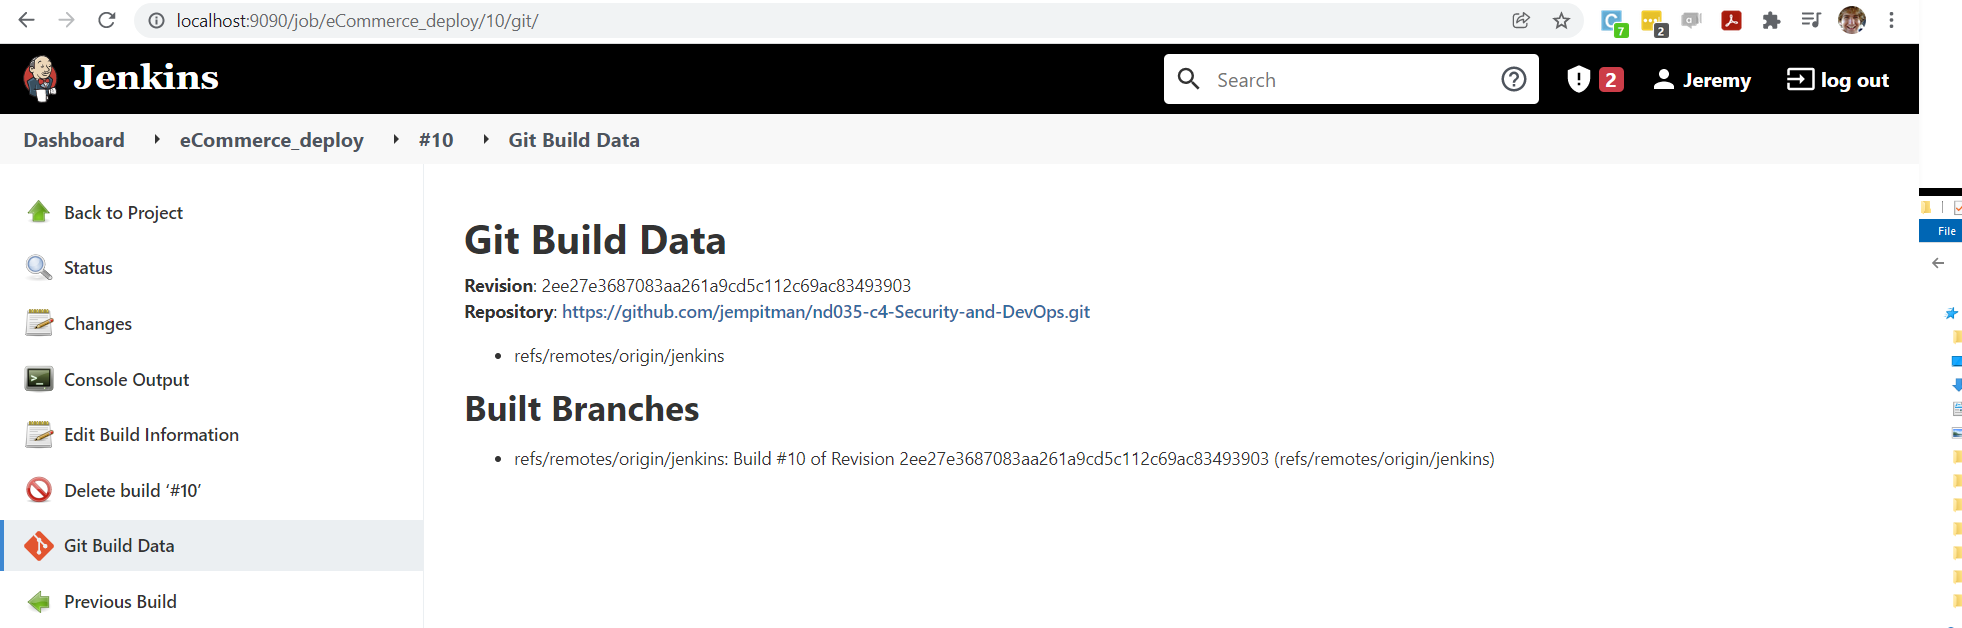 localhost:9090/job/eCommerce_deploy/10/git/
7
2
Jenkins
Search
2
Jeremy
log out
Dashboard
eCommerce_deploy
#10
Git Build Data
File
Back to Project
Status
Changes
Console Output
Edit Build Information
Delete build ‘#10’
Git Build Data
Previous Build
Git Build Data
Revision: 2ee27e3687083aa261a9cd5c112c69ac83493903
Repository: https://github.com/jempitman/nd035-c4-Security-and-DevOps.git
• refs/remotes/origin/jenkins
Built Branches
• refs/remotes/origin/jenkins: Build #10 of Revision 2ee27e3687083aa261a9cd5c112c69ac83493903 (refs/remotes/origin/jenkins)